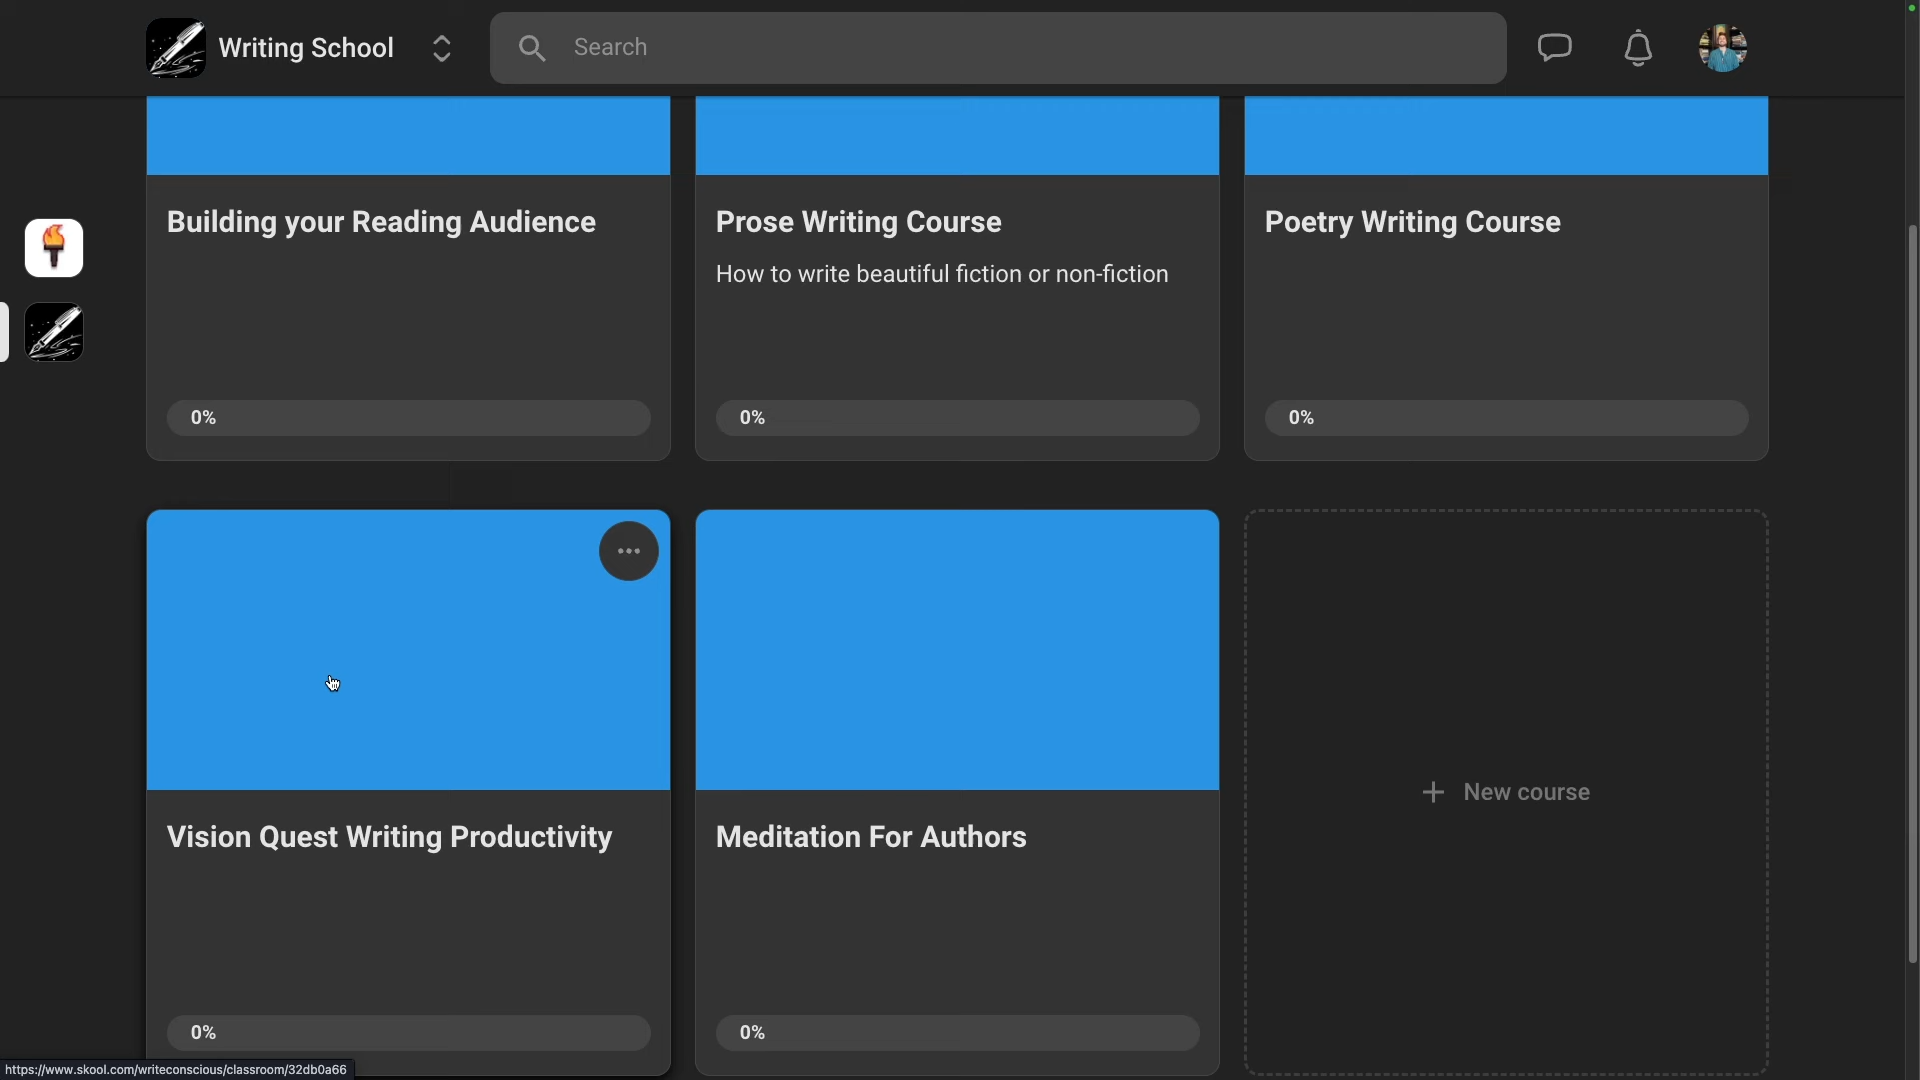 Writing School
Search
Building your Reading Audience
Prose Writing Course
Poetry Writing Course
How to write beautiful fiction or non-fiction
0%
0%
0%
Vision Quest Writing Productivity
Meditation For Authors
New course
0%
0%
https://www.skool.com/writeconscious/classroom/32db0a66